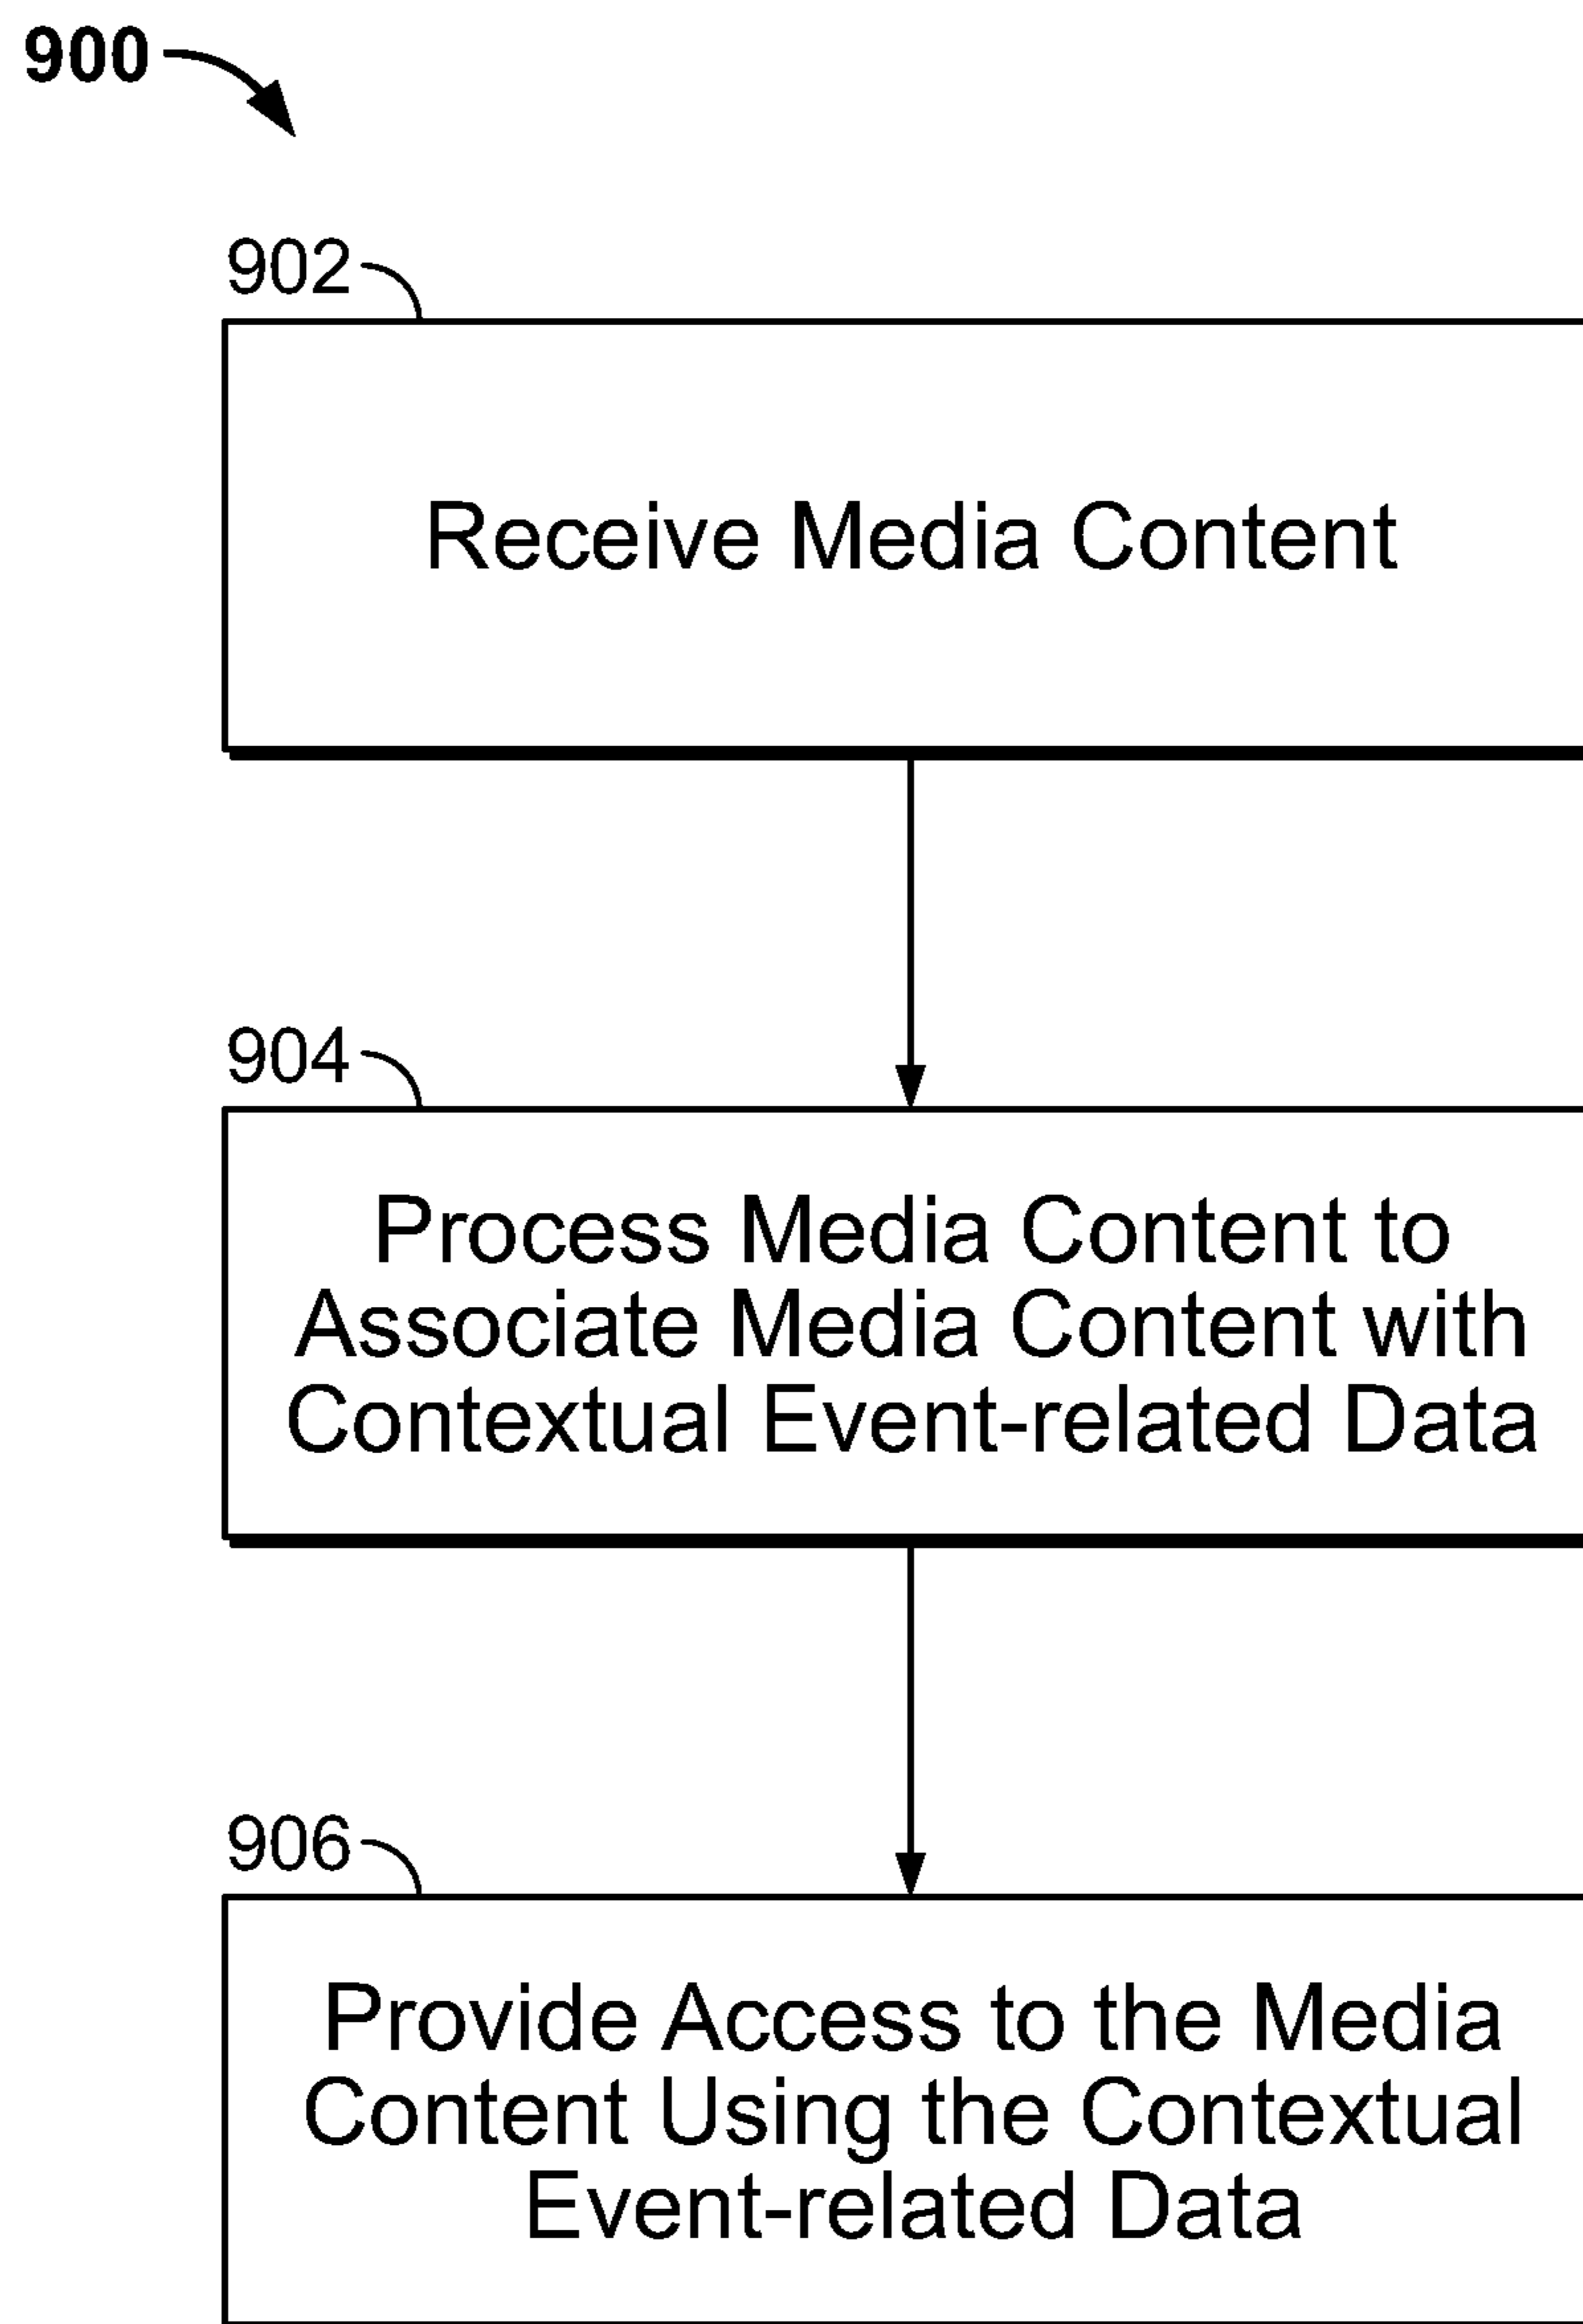 900
902
Receive Media Content
904
Process Media Content to
Associate Media Content with
Contextual Event-related Data
906
Provide Access to the Media
Content Using the Contextual
Event-related Data